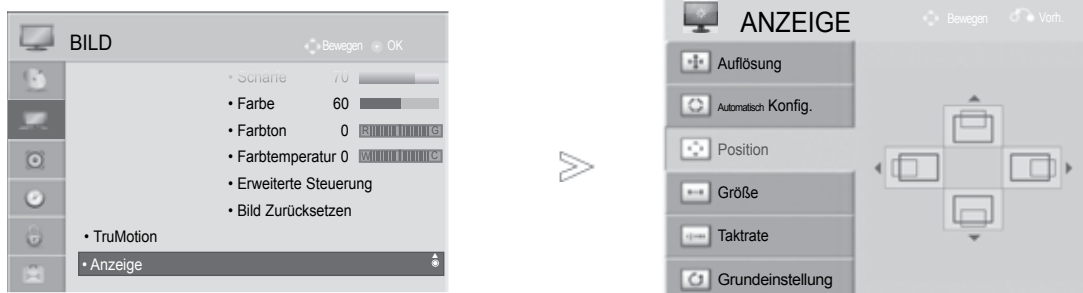 BILD
Bewegen OK
• Schärfe 70
• Farbe 60
• Farbton 0 R G
• Farbtemperatur 0 W C
• Erweiterte Steuerung
• Bild Zurücksetzen
• TruMotion
• Anzeige
ANZEIGE
Bewegen Vorh.
Auflösung
Automatisch Konfig.
Position
Größe
Taktrate
Grundeinstellung